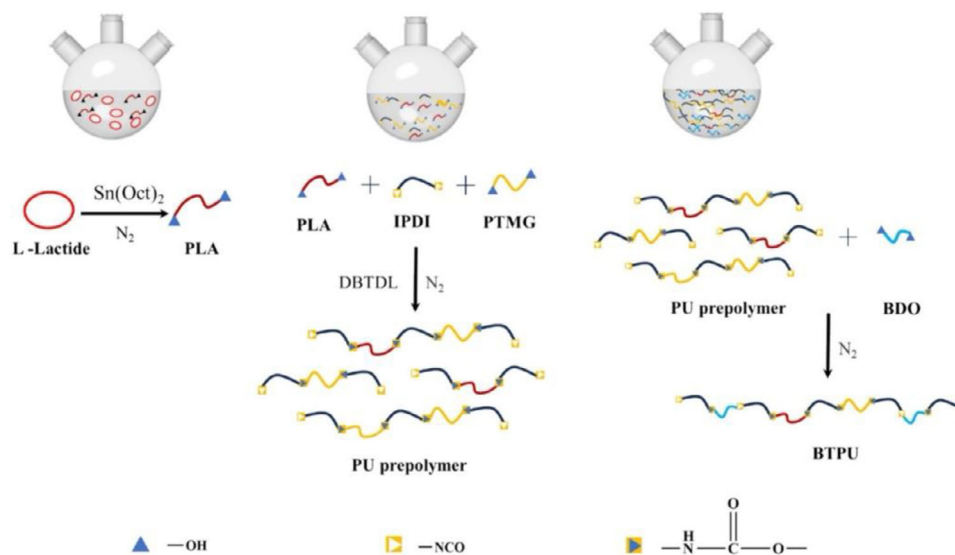 Sn(Oct)2
N2
L -Lactide
PLA
+
+
PLA
IPDI
PTMG
DBTDL
N2
PU prepolymer
+
PU prepolymer
BDO
N2
BTPU
—OH
—NCO
O
H
—N—C—O—